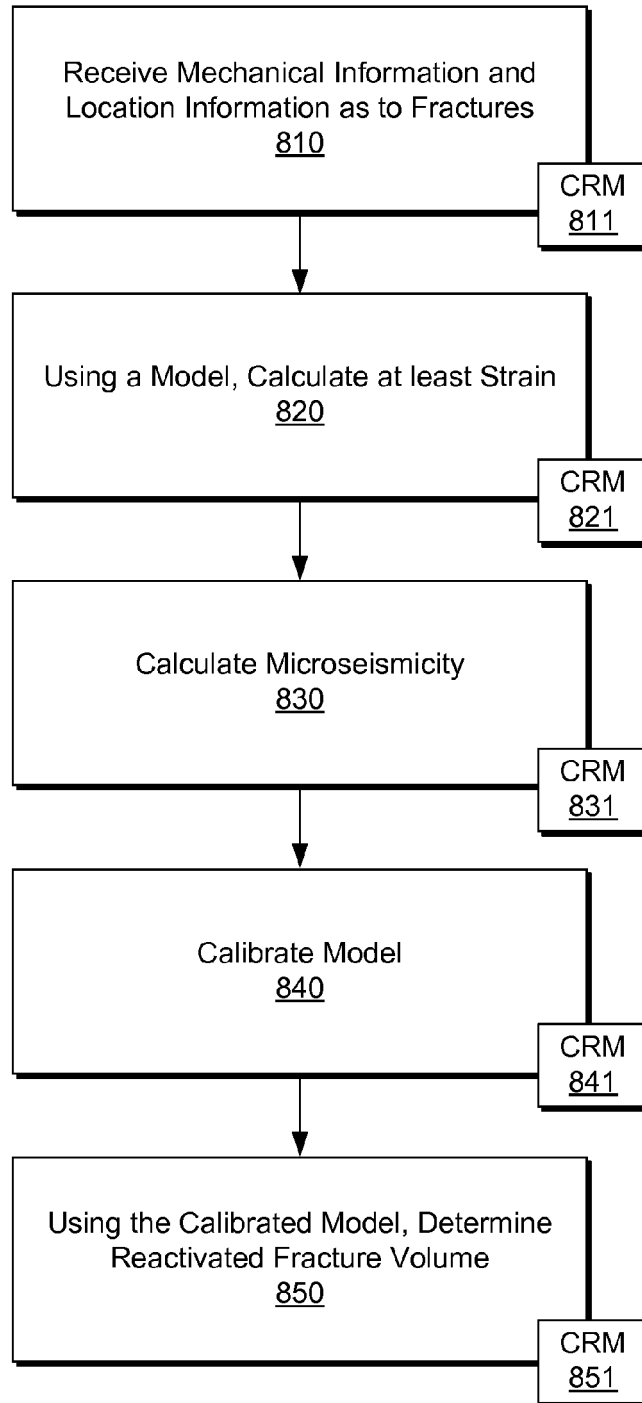 Receive Mechanical Information and
Location Information as to Fractures
810
CRM
811
Using a Model, Calculate at least Strain
820
CRM
821
Calculate Microseismicity
830
CRM
831
Calibrate Model
840
CRM
841
Using the Calibrated Model, Determine
Reactivated Fracture Volume
850
CRM
851